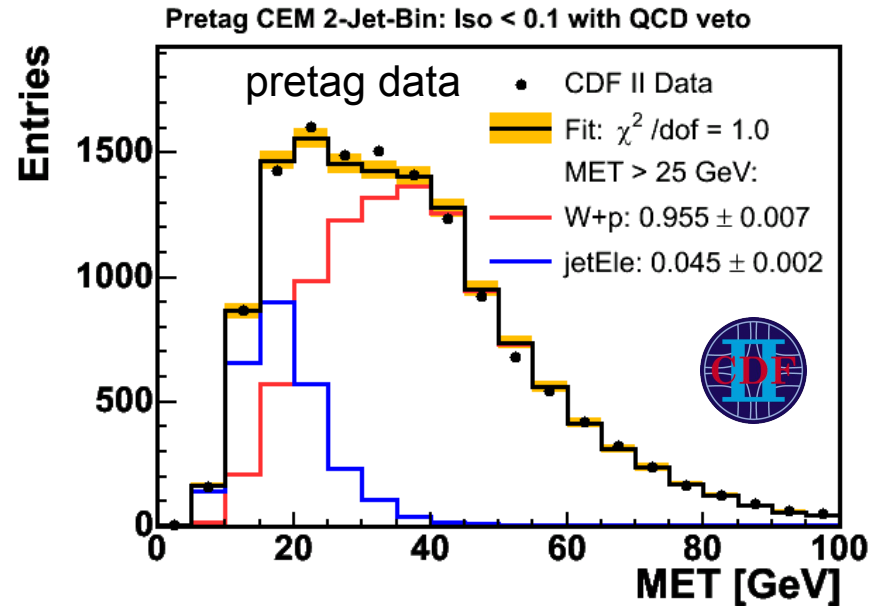 Pretag CEM 2-Jet-Bin: Iso < 0.1 with QCD veto
pretag data
CDF II Data
Fit: χ² /dof = 1.0
MET > 25 GeV:
W+p: 0.955 ± 0.007
jetEle: 0.045 ± 0.002
Entries
1500
1000
500
0
0 20 40 60 80 100
MET [GeV]
II
CDF